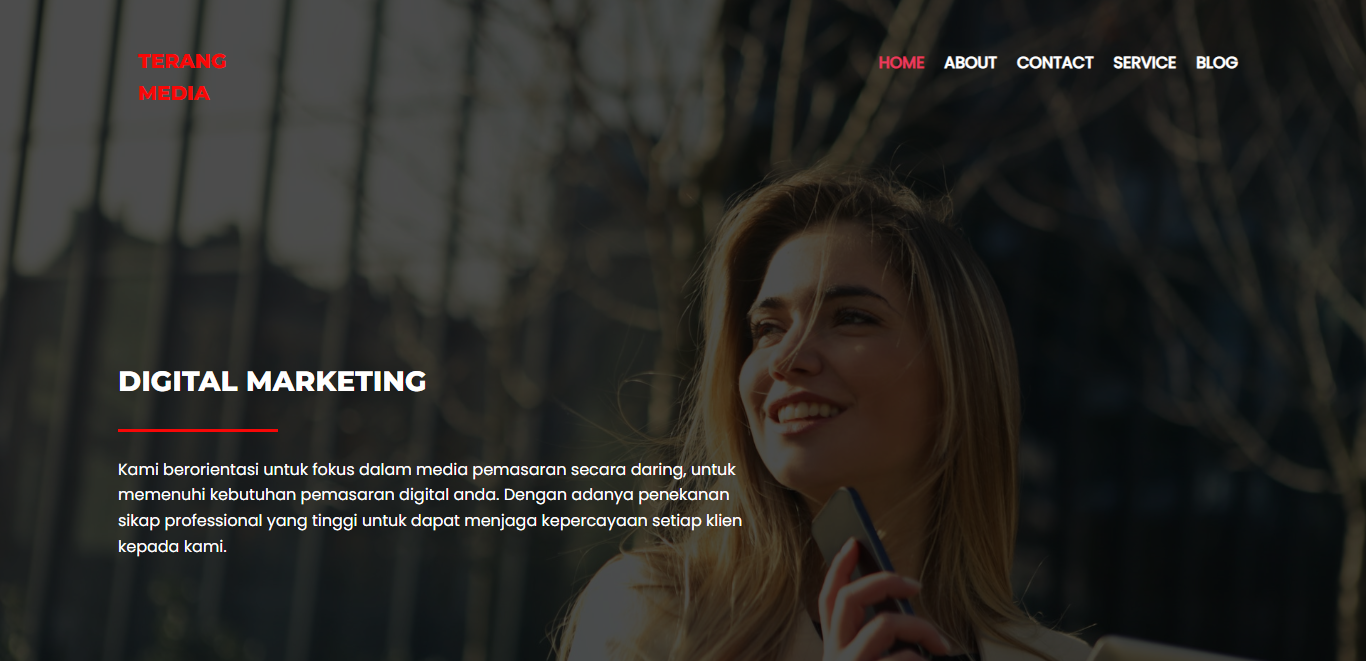 TERANG
MEDIA
HOME ABOUT CONTACT SERVICE BLOG
DIGITAL MARKETING
Kami berorientasi untuk fokus dalam media pemasaran secara daring, untuk
memenuhi kebutuhan pemasaran digital anda. Dengan adanya penekanan
sikap professional yang tinggi untuk dapat menjaga kepercayaan setiap klien
kepada kami.